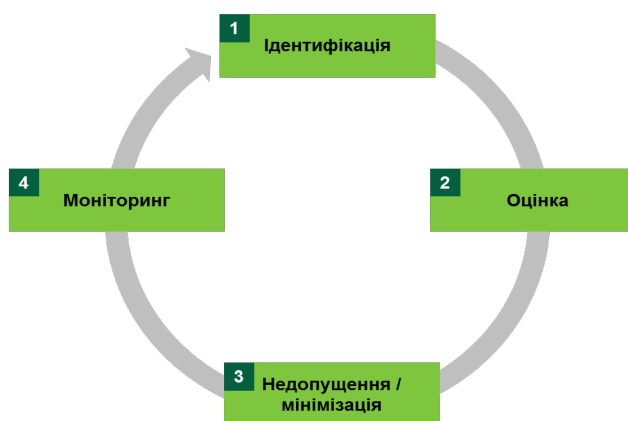 1
Ідентифікація
2
Оцінка
3
Недопущення /
мінімізація
4
Моніторинг